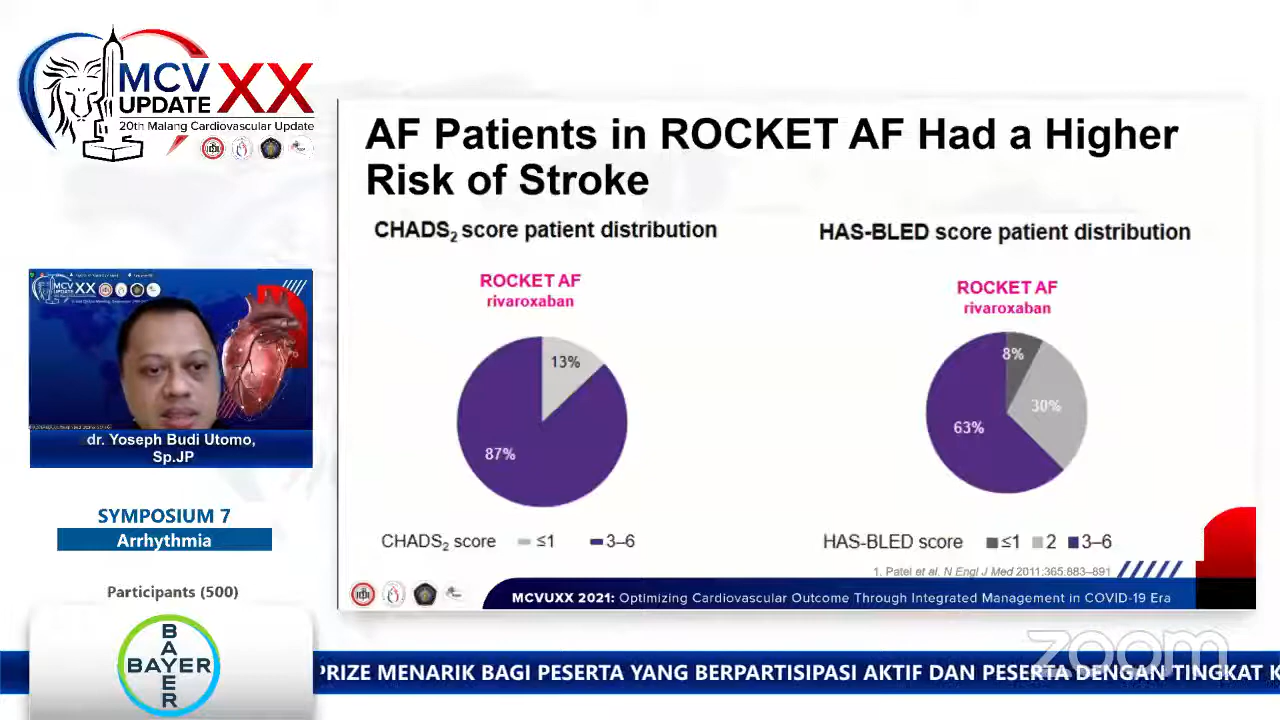 MCV XX
UPDATE
20th Malang Cardiovascular Update
AF Patients in ROCKET AF Had a Higher
Risk of Stroke
CHADS₂ score patient distribution
HAS-BLED score patient distribution
ROCKET AF
rivaroxaban
13%
87%
CHADS₂ score ≤1 3–6
ROCKET AF
rivaroxaban
8%
30%
63%
HAS-BLED score ≤1 2 3–6
1. Patel et al. N Engl J Med 2011;365:883–891
MCVUXX 2021: Optimizing Cardiovascular Outcome Through Integrated Management in COVID-19 Era
MCV XX
UPDATE
dr. Yoseph Budi Utomo,
Sp.JP
SYMPOSIUM 7
Arrhythmia
Participants (500)
BAYER
BAYER
zoom
PRIZE MENARIK BAGI PESERTA YANG BERPARTISIPASI AKTIF DAN PESERTA DENGAN TINGKAT K